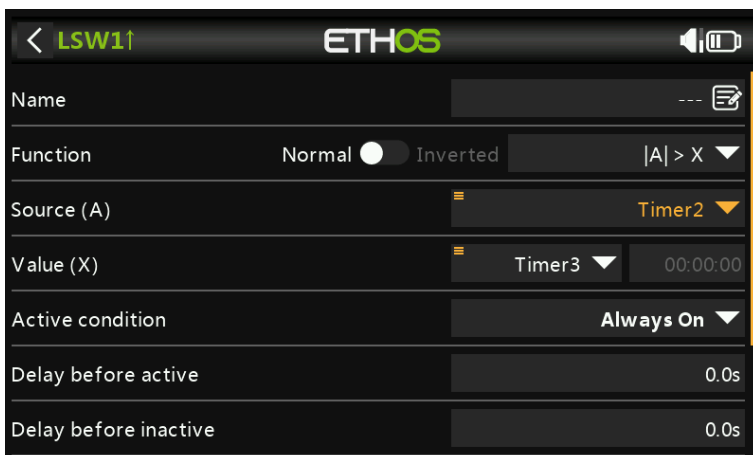 LSW1↑ ETHOS
Name ---
Function Normal Inverted |A| > X
Source (A) Timer2
Value (X) Timer3 00:00:00
Active condition Always On
Delay before active 0.0s
Delay before inactive 0.0s